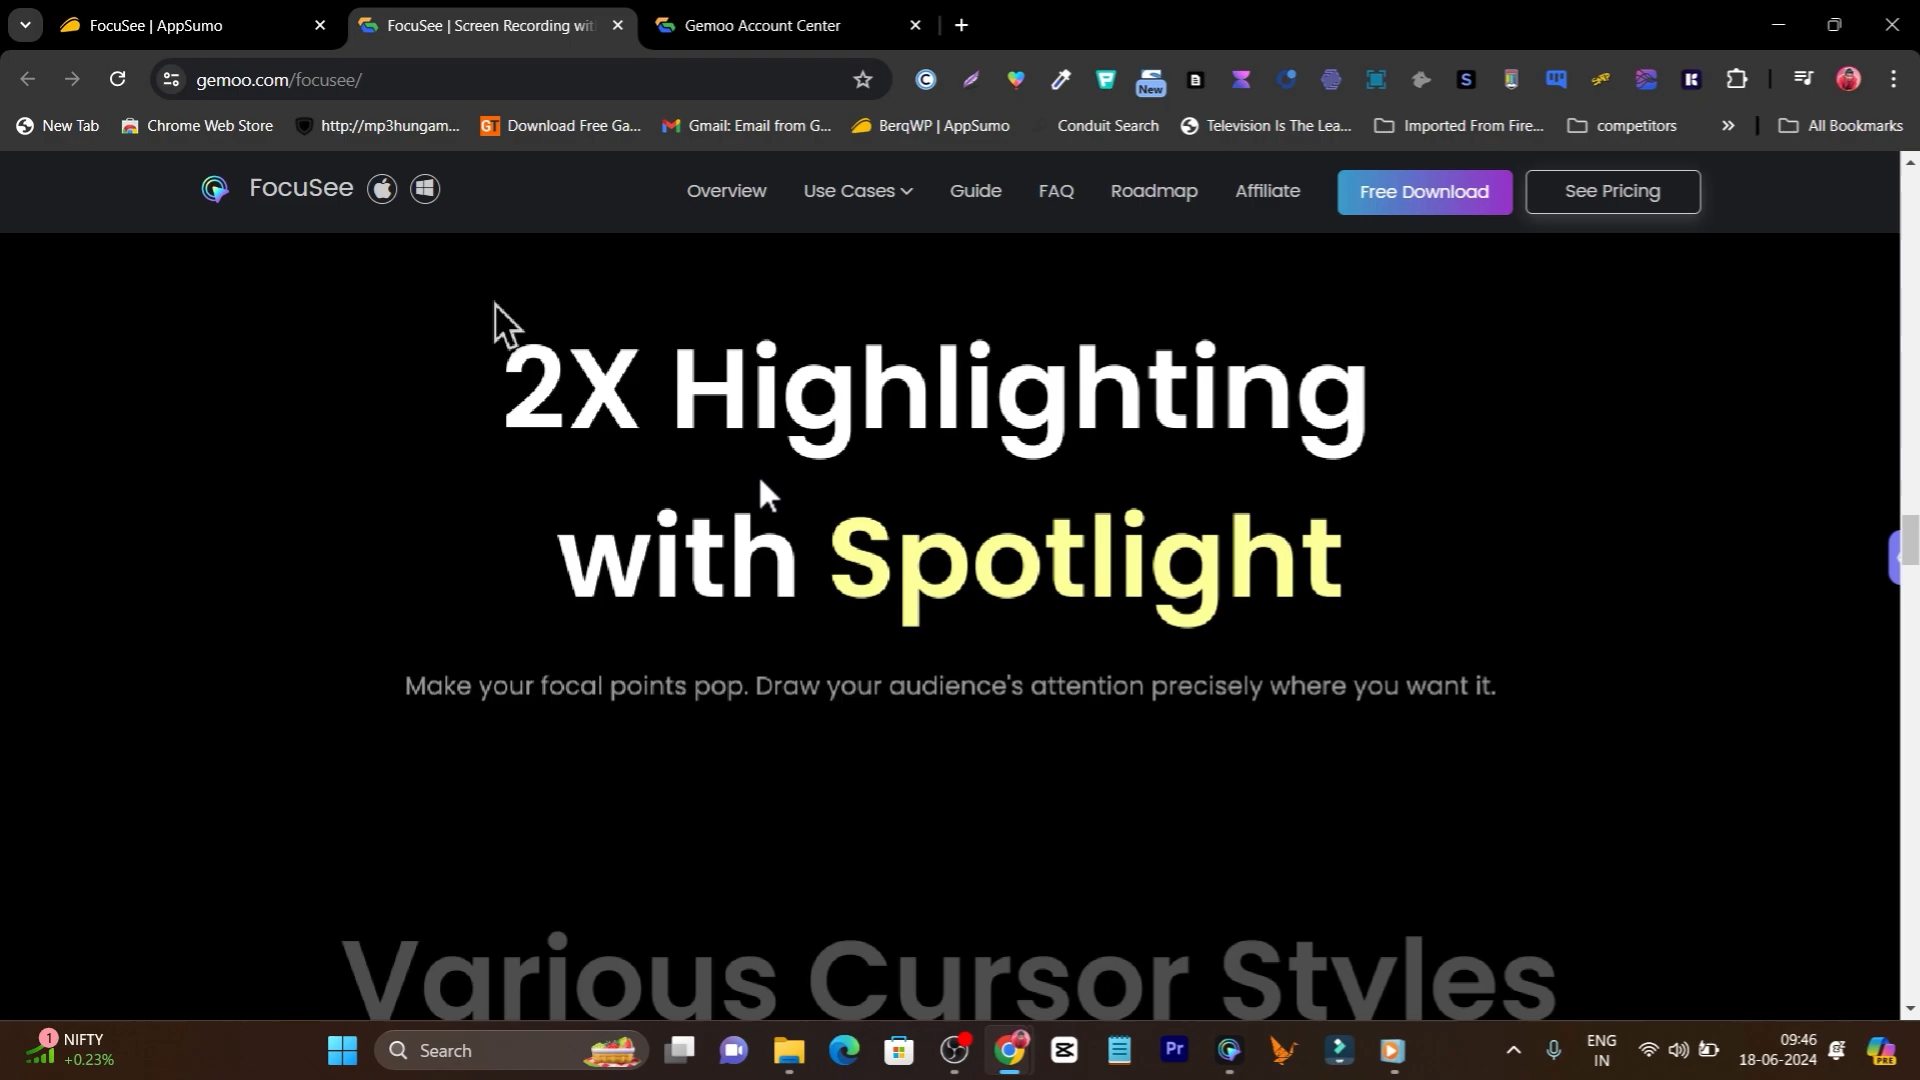 FocuSee | AppSumo
FocuSee | Screen Recording wit
Gemoo Account Center
gemoo.com/focusee/
New
New Tab
Chrome Web Store
http://mp3hungam...
GT Download Free Ga...
Gmail: Email from G...
BerqWP | AppSumo
Conduit Search
Television Is The Lea...
Imported From Fire...
competitors
All Bookmarks
FocuSee
Overview
Use Cases
Guide
FAQ
Roadmap
Affiliate
Free Download
See Pricing
2X Highlighting
with Spotlight
Make your focal points pop. Draw your audience's attention precisely where you want it.
Various Cursor Styles
1
NIFTY
+0.23%
Search
Pr
ENG
IN
09:46
18-06-2024
PRE